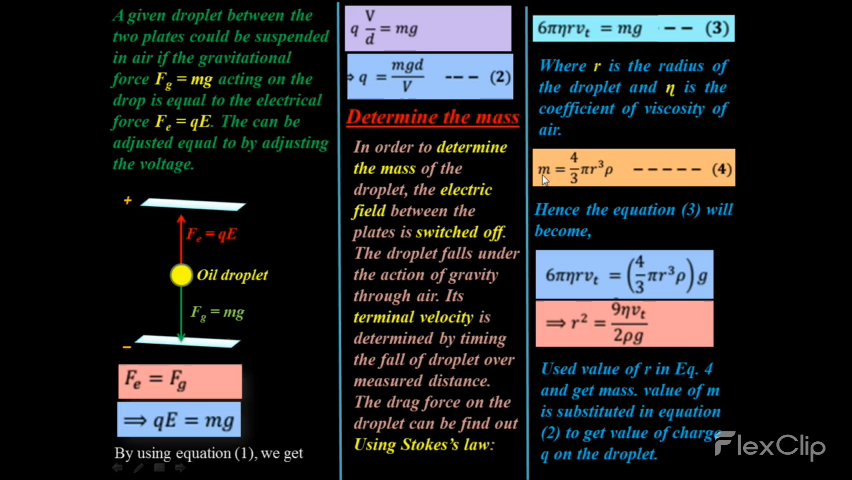 A given droplet between the
two plates could be suspended
in air if the gravitational
force F_g = mg acting on the
drop is equal to the electrical
force F_e = qE. The can be
adjusted equal to by adjusting
the voltage.
+
F_e = qE
Oil droplet
F_g = mg
−
F_e = F_g
⟹ qE = mg
By using equation (1), we get
q V/d = mg
⇒ q = mgd/V --- (2)
Determine the mass
In order to determine
the mass of the
droplet, the electric
field between the
plates is switched off.
The droplet falls under
the action of gravity
through air. Its
terminal velocity is
determined by timing
the fall of droplet over
measured distance.
The drag force on the
droplet can be find out
Using Stokes's law:
6πηrv_t = mg −− (3)
Where r is the radius of
the droplet and η is the
coefficient of viscosity of
air.
m = 4/3 πr³ρ ----- (4)
Hence the equation (3) will
become,
6πηrv_t = (4/3 πr³ρ) g
⟹ r² = 9ηv_t/2ρg
Used value of r in Eq. 4
and get mass. value of m
is substituted in equation
(2) to get value of charge
q on the droplet.
FlexClip